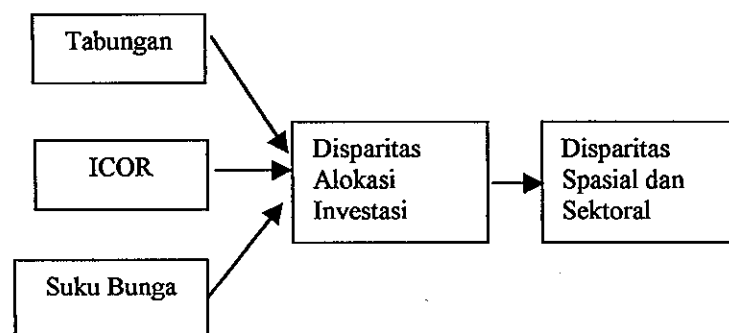 Tabungan
ICOR
Suku Bunga
Disparitas
Alokasi
Investasi
Disparitas
Spasial dan
Sektoral